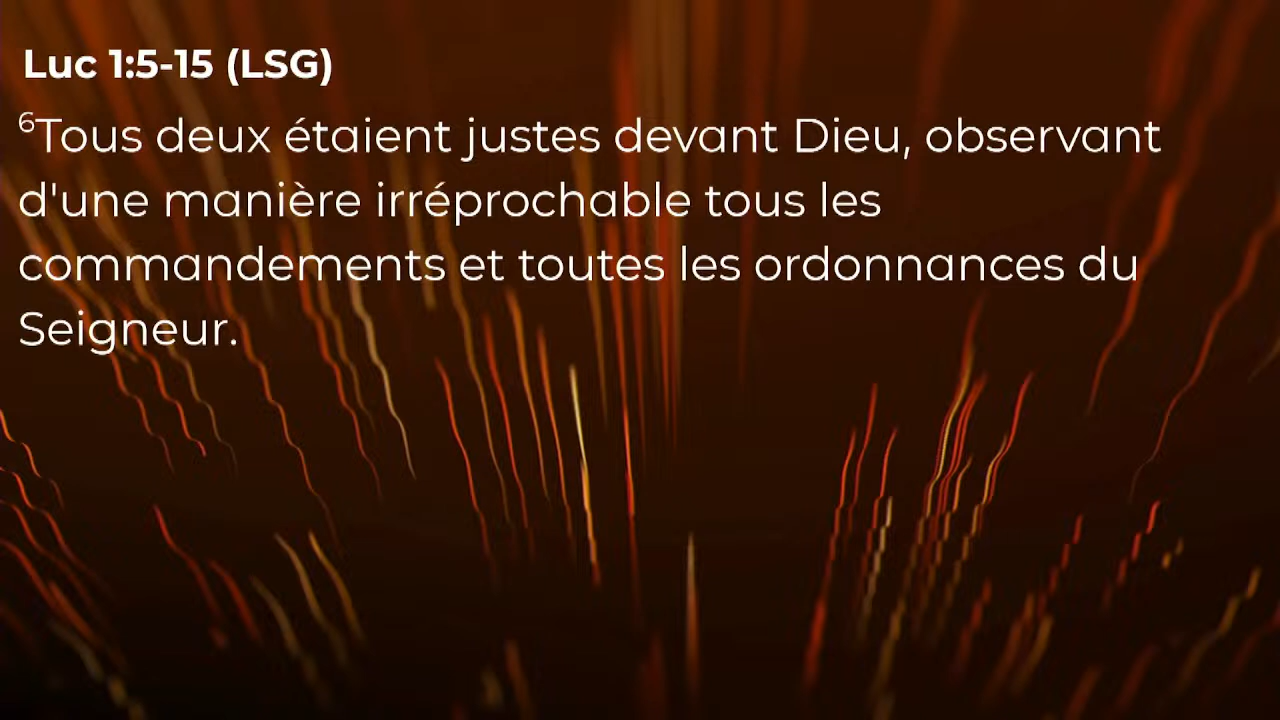 Luc 1:5-15 (LSG)
⁶Tous deux étaient justes devant Dieu, observant
d'une manière irréprochable tous les
commandements et toutes les ordonnances du
Seigneur.